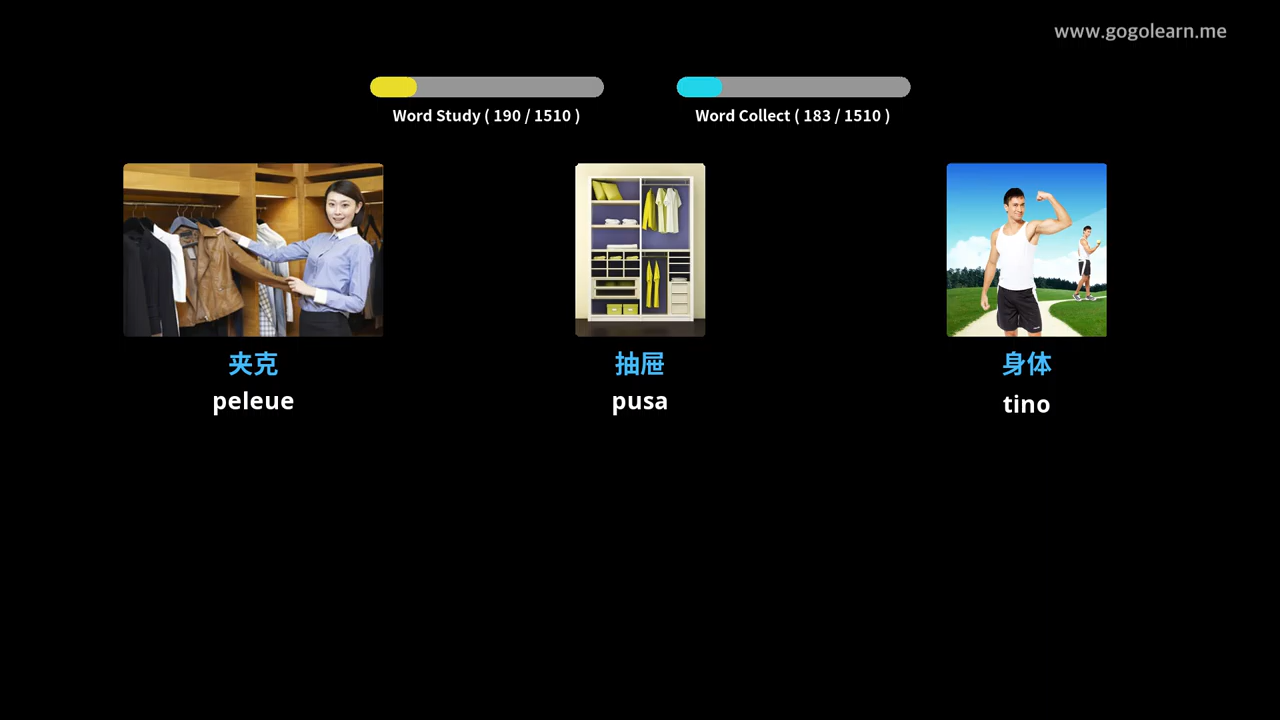 www.gogolearn.me
Word Study ( 190 / 1510 )
Word Collect ( 183 / 1510 )
夹克
peleue
抽屉
pusa
身体
tino